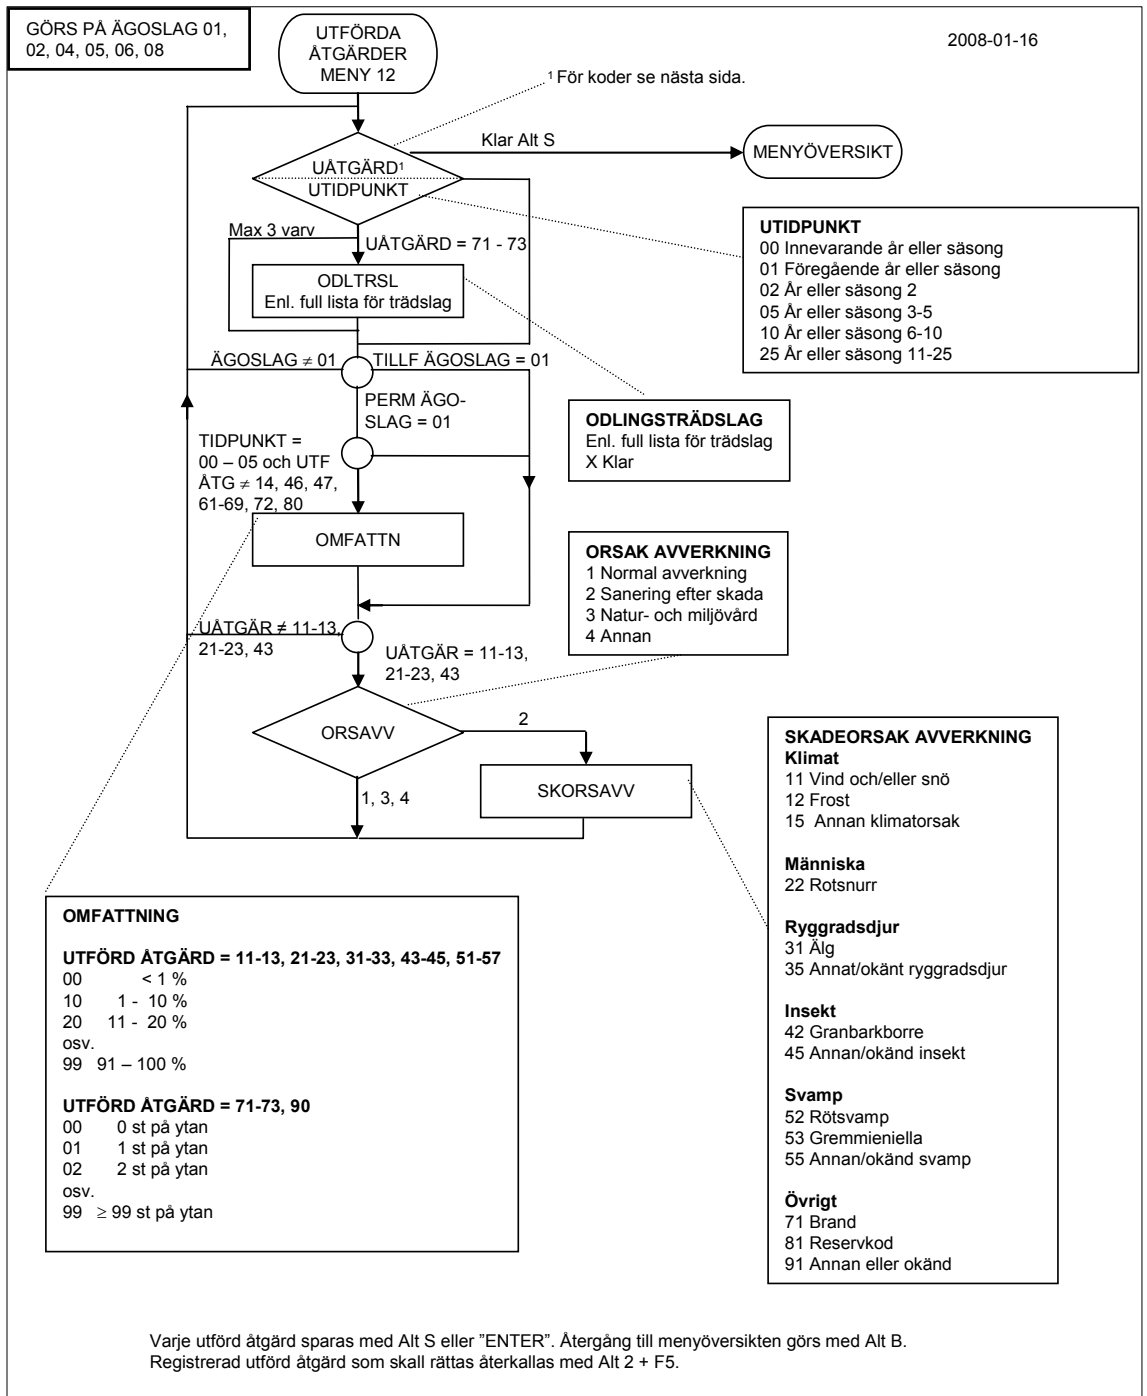 GÖRS PÅ ÄGOSLAG 01,
02, 04, 05, 06, 08
UTFÖRDA
ÅTGÄRDER
MENY 12
2008-01-16
¹ För koder se nästa sida.
Klar Alt S
MENYÖVERSIKT
UÅTGÄRD¹
UTIDPUNKT
UTIDPUNKT
00 Innevarande år eller säsong
01 Föregående år eller säsong
02 År eller säsong 2
05 År eller säsong 3-5
10 År eller säsong 6-10
25 År eller säsong 11-25
Max 3 varv
UÅTGÄRD = 71 - 73
ODLTRSL
Enl. full lista för trädslag
ÄGOSLAG ≠ 01
TILLF ÄGOSLAG = 01
PERM ÄGO-
SLAG = 01
ODLINGSTRÄDSLAG
Enl. full lista för trädslag
X Klar
TIDPUNKT =
00 – 05 och UTF
ÅTG ≠ 14, 46, 47,
61-69, 72, 80
OMFATTN
ORSAK AVVERKNING
1 Normal avverkning
2 Sanering efter skada
3 Natur- och miljövård
4 Annan
UÅTGÄR ≠ 11-13,
21-23, 43
UÅTGÄR = 11-13,
21-23, 43
ORSAVV
2
SKORSAVV
1, 3, 4
SKADEORSAK AVVERKNING
Klimat
11 Vind och/eller snö
12 Frost
15 Annan klimatorsak
Människa
22 Rotsnurr
Ryggradsdjur
31 Älg
35 Annat/okänt ryggradsdjur
Insekt
42 Granbarkborre
45 Annan/okänd insekt
Svamp
52 Rötsvamp
53 Gremmieniella
55 Annan/okänd svamp
Övrigt
71 Brand
81 Reservkod
91 Annan eller okänd
OMFATTNING
UTFÖRD ÅTGÄRD = 11-13, 21-23, 31-33, 43-45, 51-57
00 < 1 %
10 1 - 10 %
20 11 - 20 %
osv.
99 91 – 100 %
UTFÖRD ÅTGÄRD = 71-73, 90
00 0 st på ytan
01 1 st på ytan
02 2 st på ytan
osv.
99 ≥ 99 st på ytan
Varje utförd åtgärd sparas med Alt S eller ”ENTER”. Återgång till menyöversikten görs med Alt B.
Registrerad utförd åtgärd som skall rättas återkallas med Alt 2 + F5.